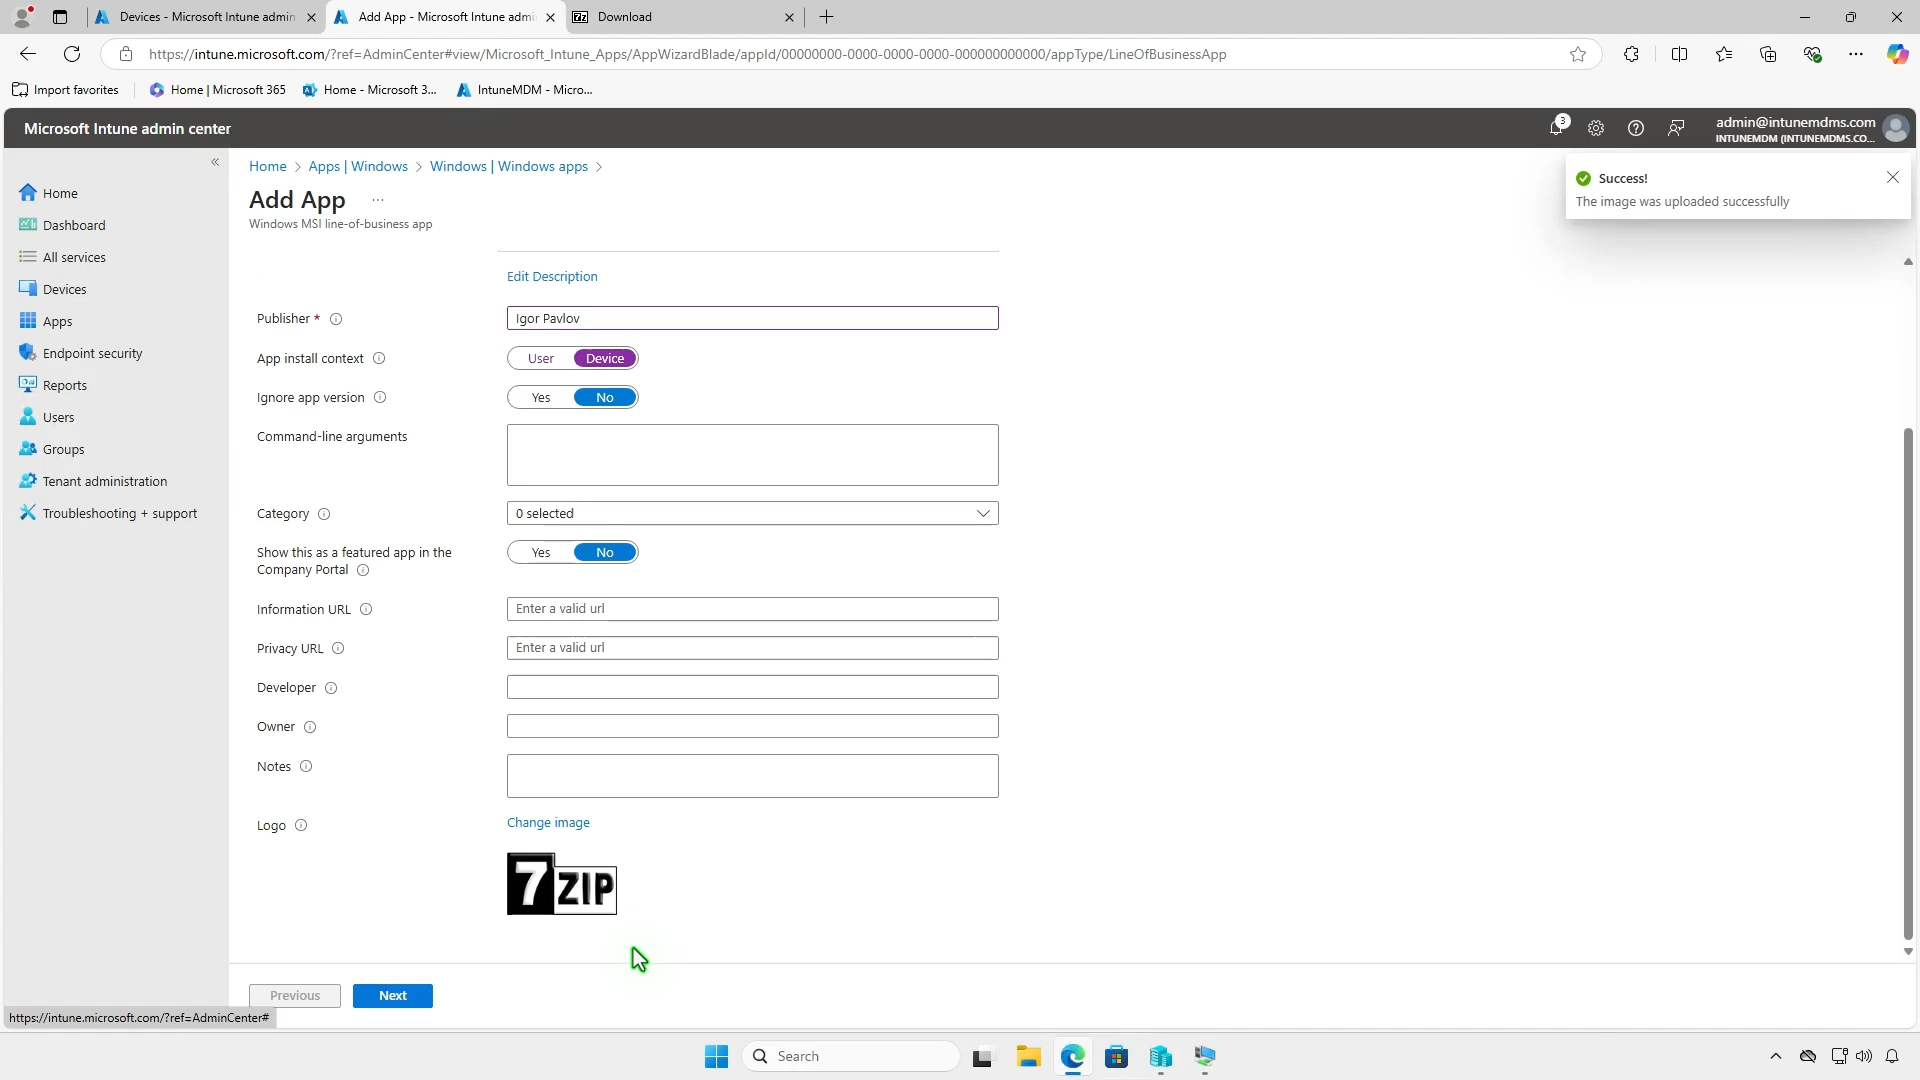 Devices - Microsoft Intune admin
Add App - Microsoft Intune admi
7z
Download
https://intune.microsoft.com/?ref=AdminCenter#view/Microsoft_Intune_Apps/AppWizardBlade/appId/00000000-0000-0000-0000-000000000000/appType/LineOfBusinessApp
Import favorites
Home | Microsoft 365
Home - Microsoft 3...
IntuneMDM - Micro...
Microsoft Intune admin center
3
admin@intunemdms.com
INTUNEMDM (INTUNEMDMS.CO...
Home
Dashboard
All services
Devices
Apps
Endpoint security
Reports
Users
Groups
Tenant administration
Troubleshooting + support
Home > Apps | Windows > Windows | Windows apps >
Add App ...
Windows MSI line-of-business app
Success!
The image was uploaded successfully
Edit Description
Publisher *
Igor Pavlov
App install context
User Device
Ignore app version
Yes No
Command-line arguments
Category
0 selected
Show this as a featured app in the
Company Portal
Yes No
Information URL
Enter a valid url
Privacy URL
Enter a valid url
Developer
Owner
Notes
Logo
Change image
7 ZIP
Previous
Next
https://intune.microsoft.com/?ref=AdminCenter#
Search